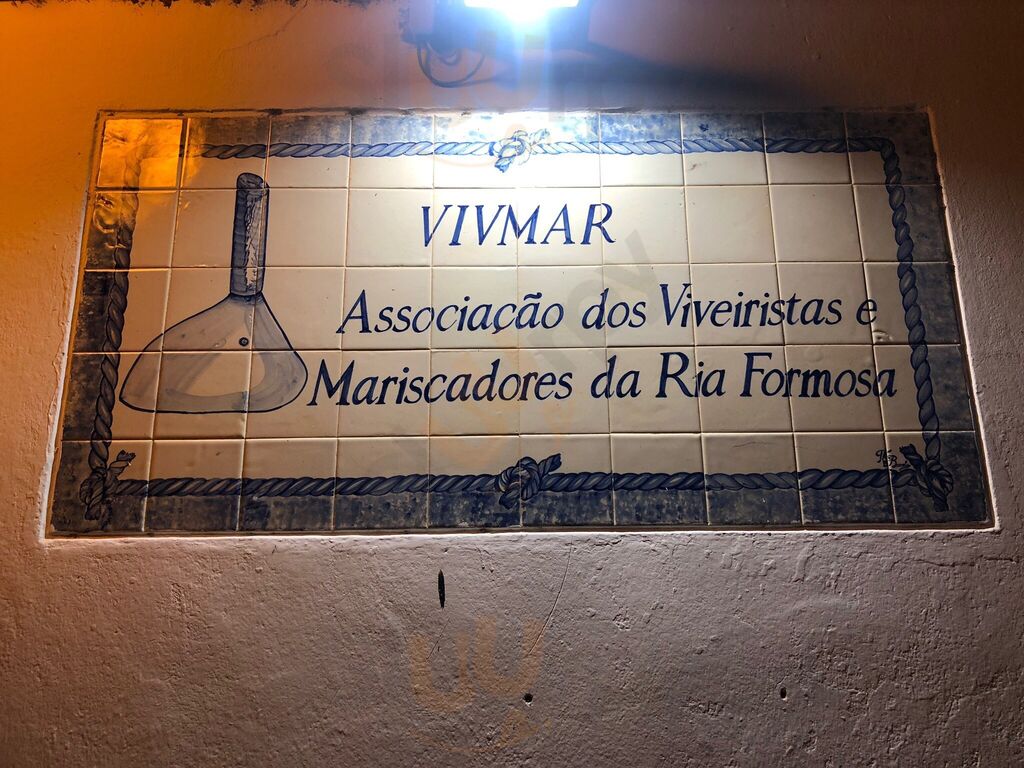 VIVMAR
Associação dos Viveiristas e
Mariscadores da Ria Formosa